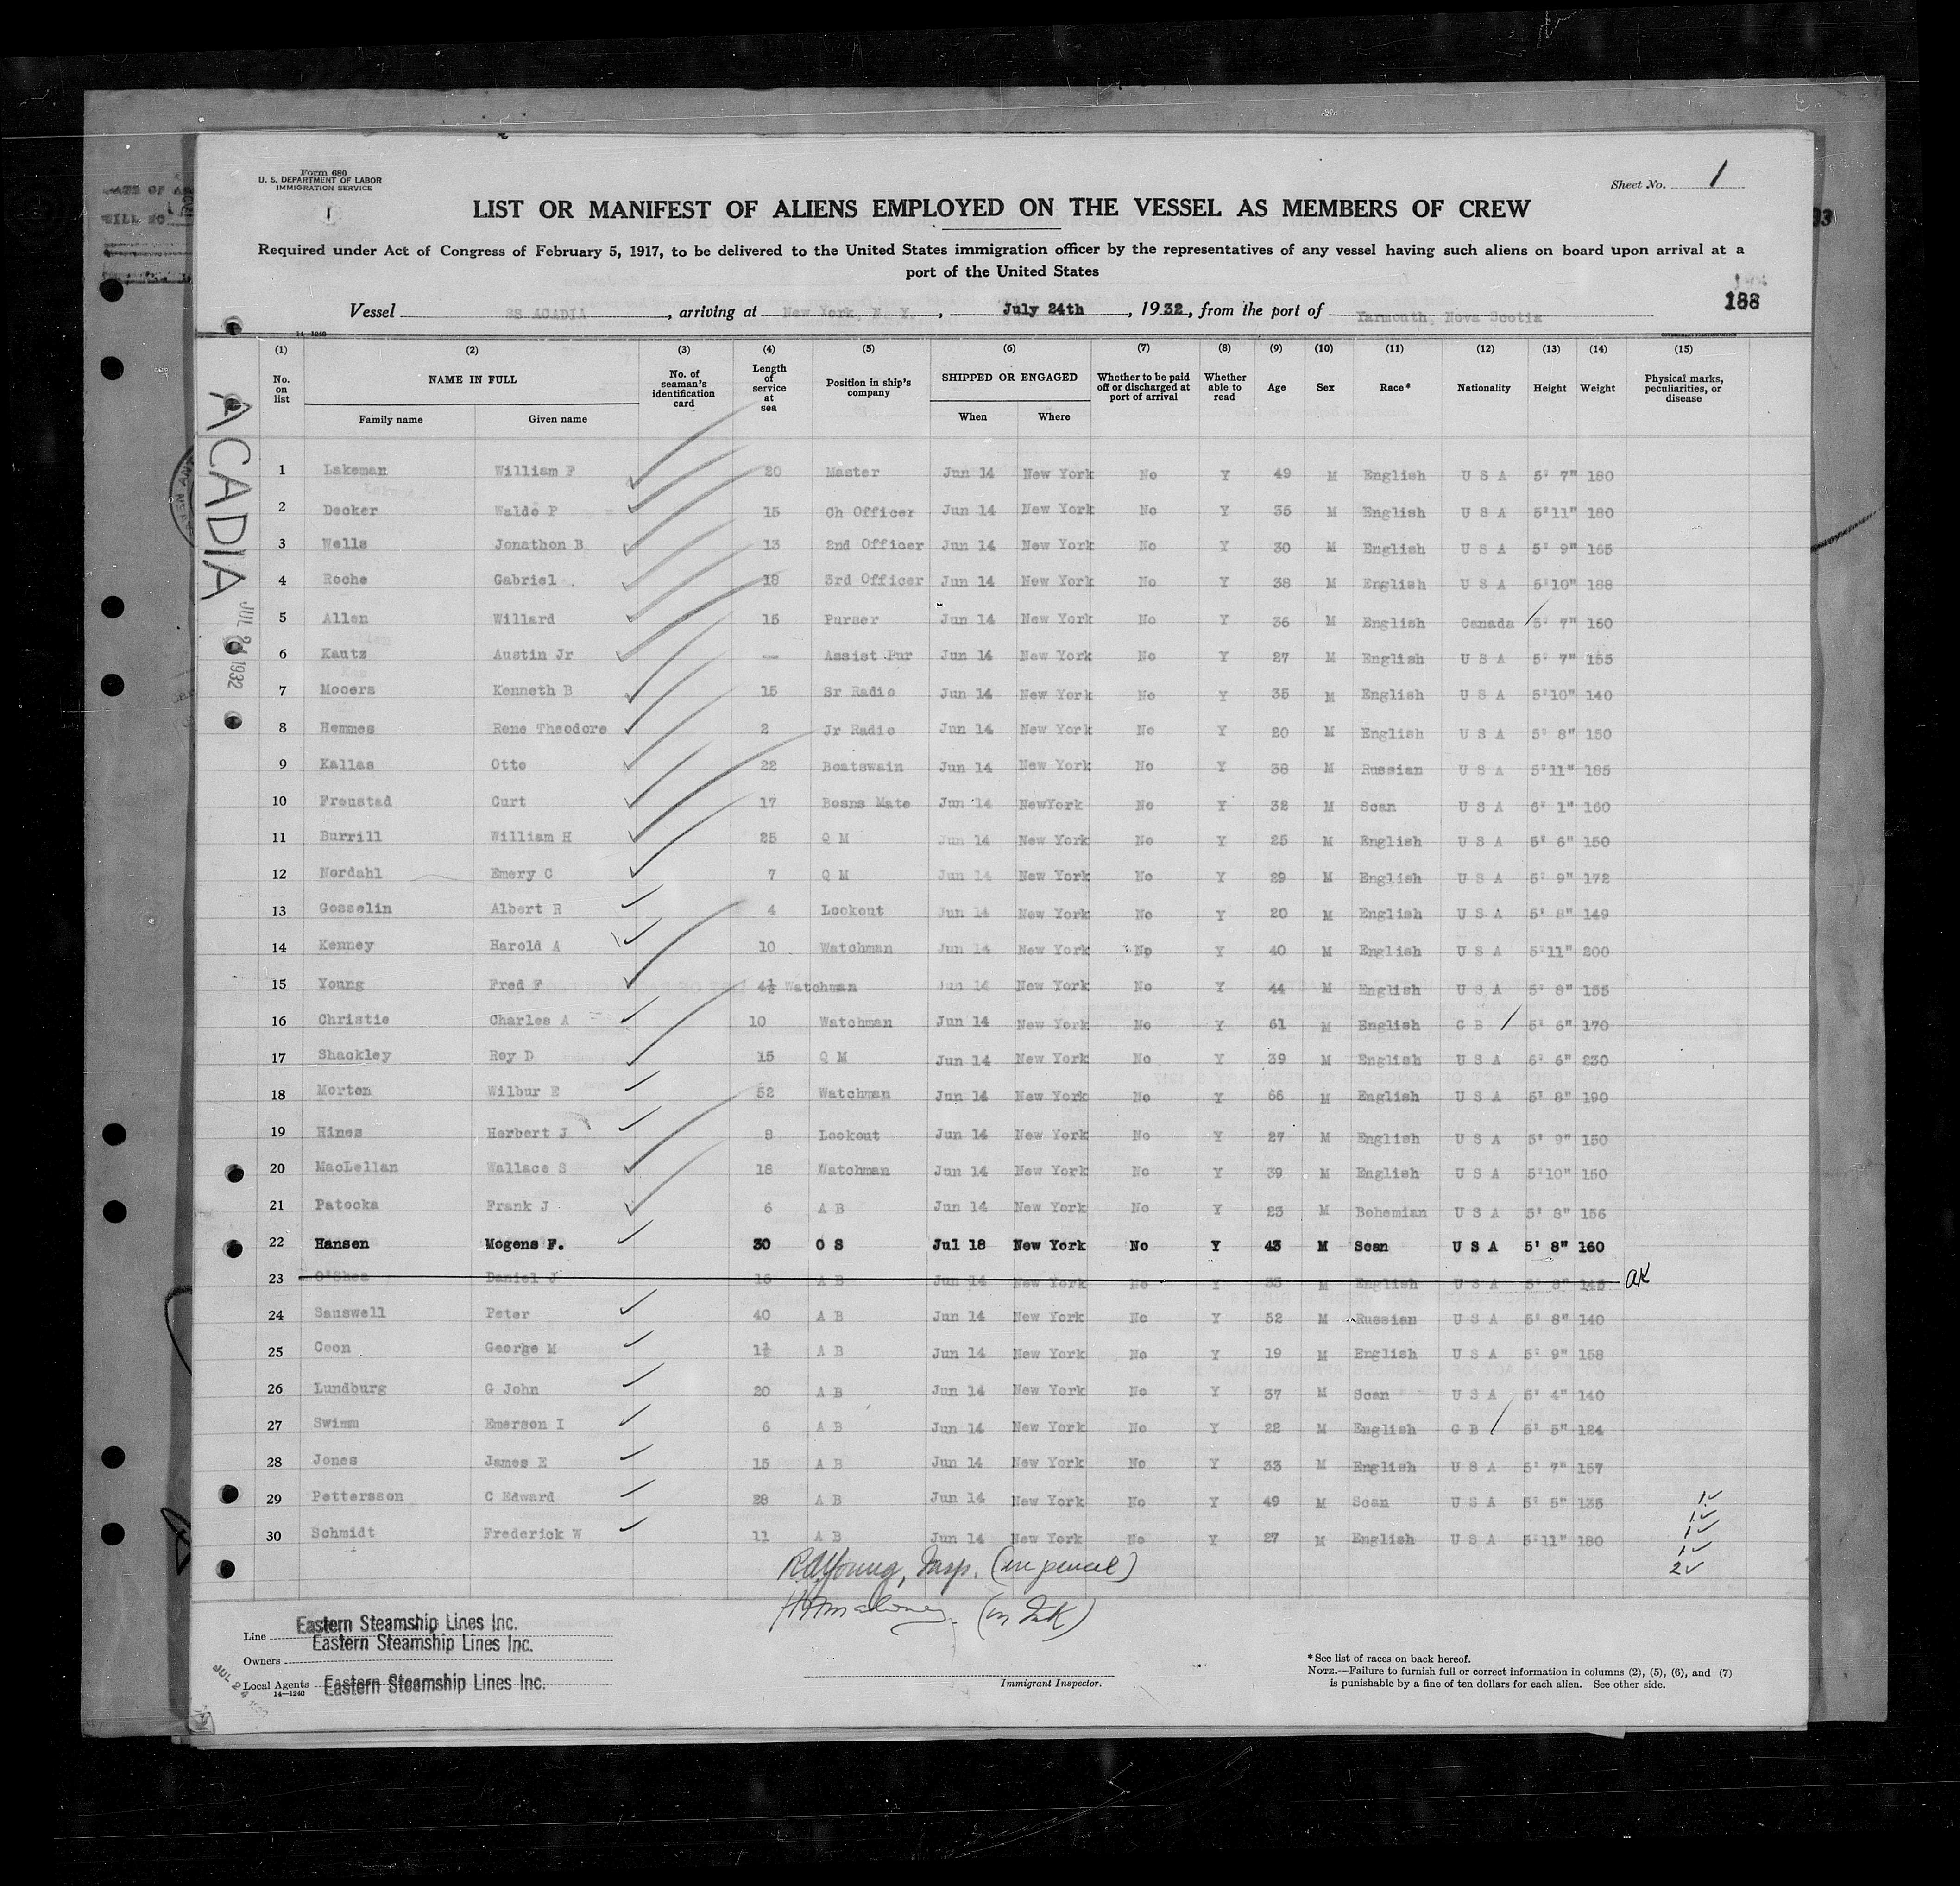 Form 680
U. S. DEPARTMENT OF LABOR
IMMIGRATION SERVICE
Sheet No. 1
LIST OR MANIFEST OF ALIENS EMPLOYED ON THE VESSEL AS MEMBERS OF CREW
Required under Act of Congress of February 5, 1917, to be delivered to the United States immigration officer by the representatives of any vessel having such aliens on board upon arrival at a
port of the United States
188
Vessel SS ACADIA, arriving at New York, N. Y., July 24th, 1932, from the port of Yarmouth, Nova Scotia
14-1240
(1) (2) (3) (4) (5) (6) (7) (8) (9) (10) (11) (12) (13) (14) (15)
No. on list NAME IN FULL No. of seaman's identification card Length of service at sea Position in ship's company SHIPPED OR ENGAGED Whether to be paid off or discharged at port of arrival Whether able to read Age Sex Race* Nationality Height Weight Physical marks, peculiarities, or disease
Family name Given name When Where
ACADIA
JUL 24 1932
1 Lakeman William F 20 Master Jun 14 New York No Y 49 M English U S A 5' 7" 180
2 Decker Waldo P 15 Ch Officer Jun 14 New York No Y 35 M English U S A 5'11" 180
3 Wells Jonathon B 13 2nd Officer Jun 14 New York No Y 30 M English U S A 5' 9" 165
4 Roche Gabriel 18 3rd Officer Jun 14 New York No Y 38 M English U S A 5'10" 188
5 Allen Willard 15 Purser Jun 14 New York No Y 36 M English Canada 5' 7" 160
6 Kautz Austin Jr — Assist Pur Jun 14 New York No Y 27 M English U S A 5' 7" 155
7 Mooers Kenneth B 15 Sr Radio Jun 14 New York No Y 35 M English U S A 5'10" 140
8 Hemmes Rene Theodore 2 Jr Radio Jun 14 New York No Y 20 M English U S A 5' 8" 150
9 Kallas Otto 22 Boatswain Jun 14 New York No Y 38 M Russian U S A 5'11" 185
10 Freustad Curt 17 Bosns Mate Jun 14 NewYork No Y 32 M Scan U S A 6' 1" 160
11 Burrill William H 25 Q M Jun 14 New York No Y 25 M English U S A 5' 6" 150
12 Nordahl Emery C 7 Q M Jun 14 New York No Y 29 M English U S A 5' 9" 172
13 Gosselin Albert R 4 Lookout Jun 14 New York No Y 20 M English U S A 5' 8" 149
14 Kenney Harold A 10 Watchman Jun 14 New York No Y 40 M English U S A 5'11" 200
15 Young Fred F 4½ Watchman Jun 14 New York No Y 44 M English U S A 5' 8" 155
16 Christie Charles A 10 Watchman Jun 14 New York No Y 61 M English G B 5' 6" 170
17 Shackley Roy D 15 Q M Jun 14 New York No Y 39 M English U S A 6' 6" 230
18 Morton Wilbur E 52 Watchman Jun 14 New York No Y 66 M English U S A 5' 8" 190
19 Hines Herbert J 8 Lookout Jun 14 New York No Y 27 M English U S A 5' 9" 150
20 MacLellan Wallace S 18 Watchman Jun 14 New York No Y 39 M English U S A 5'10" 150
21 Patocka Frank J 6 A B Jun 14 New York No Y 23 M Bohemian U S A 5' 8" 156
22 Hansen Mogens F. 30 O S Jul 18 New York No Y 43 M Scan U S A 5' 8" 160
23 O'Shea Daniel J 16 A B Jun 14 New York No Y 33 M English U S A 5' 8" 145 OK
24 Sauswell Peter 40 A B Jun 14 New York No Y 52 M Russian U S A 5' 8" 140
25 Coon George M 1½ A B Jun 14 New York No Y 19 M English U S A 5' 9" 158
26 Lundburg G John 20 A B Jun 14 New York No Y 37 M Scan U S A 5' 4" 140
27 Swimm Emerson I 6 A B Jun 14 New York No Y 22 M English G B 5' 5" 124
28 Jones James E 15 A B Jun 14 New York No Y 33 M English U S A 5' 7" 157
29 Pettersson C Edward 28 A B Jun 14 New York No Y 49 M Scan U S A 5' 5" 135
30 Schmidt Frederick W 11 A B Jun 14 New York No Y 27 M English U S A 5'11" 180
R.A. Young, Insp. (in pencil)
(in Ink)
Line Eastern Steamship Lines Inc.
Owners Eastern Steamship Lines Inc.
Local Agents Eastern Steamship Lines Inc.
14-1240
JUL 24
Immigrant Inspector.
*See list of races on back hereof.
NOTE.—Failure to furnish full or correct information in columns (2), (5), (6), and (7)
is punishable by a fine of ten dollars for each alien. See other side.